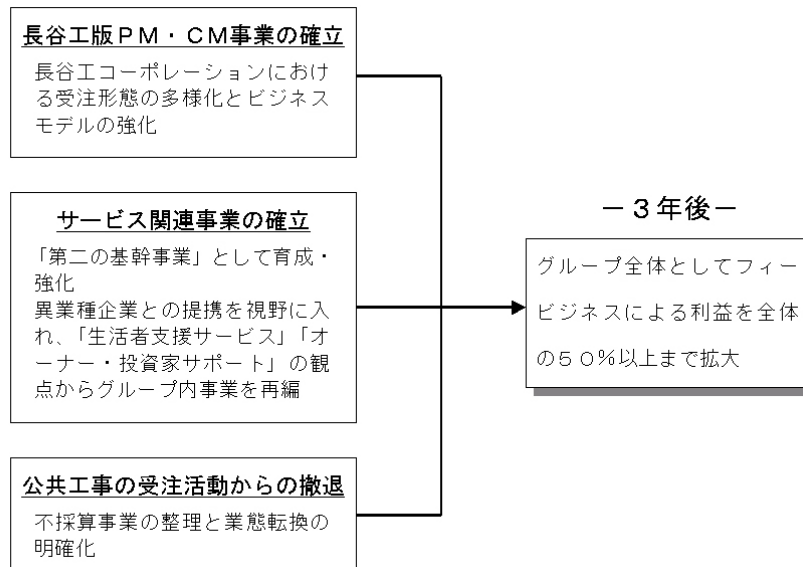 長谷工版ＰＭ・ＣＭ事業の確立
長谷工コーポレーションにおけ
る受注形態の多様化とビジネス
モデルの強化
サービス関連事業の確立
「第二の基幹事業」として育成・
強化
異業種企業との提携を視野に入
れ、「生活者支援サービス」「オ
ーナー・投資家サポート」の観
点からグループ内事業を再編
公共工事の受注活動からの撤退
不採算事業の整理と業態転換の
明確化
－３年後－
グループ全体としてフィー
ビジネスによる利益を全体
の５０％以上まで拡大